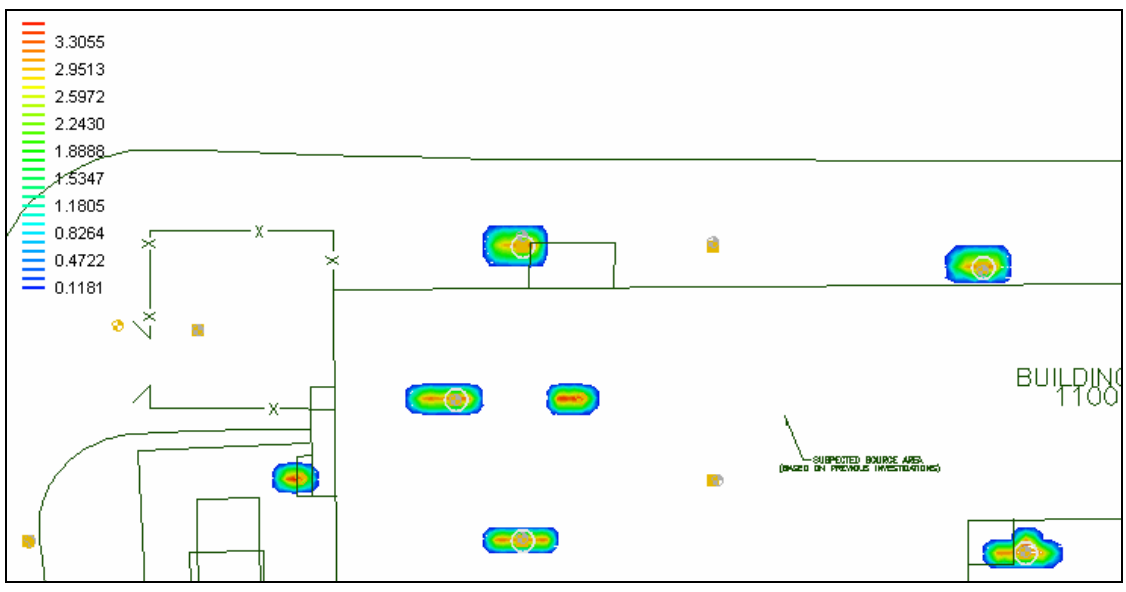 3.3055
2.9513
2.5972
2.2430
1.8888
1.5347
1.1805
0.8264
0.4722
0.1181
X
X
X
X
X
BUILDING
1100
SUSPECTED SOURCE AREA
(BASED ON PREVIOUS INVESTIGATIONS)